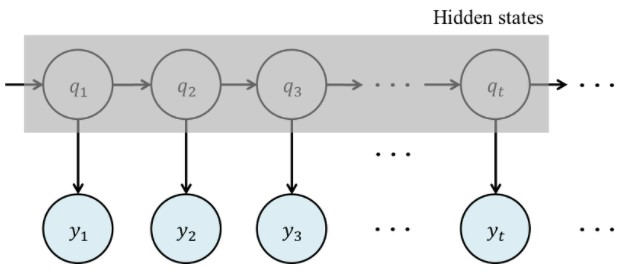 Hidden states
q₁ q₂ q₃ ··· qₜ ···
···
y₁ y₂ y₃ ··· yₜ ···